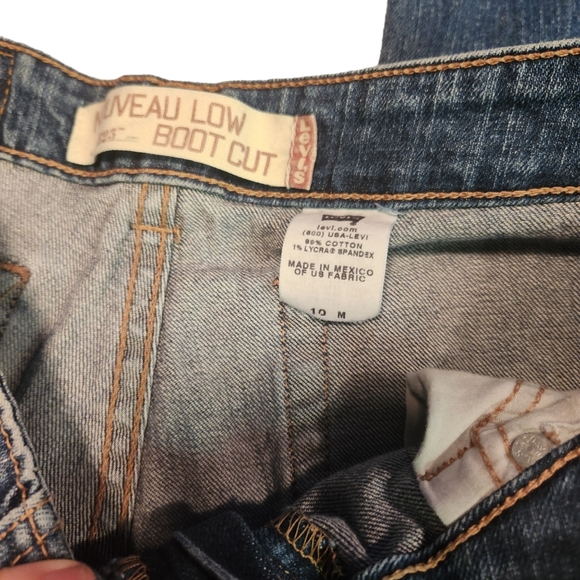 UVEAU LOW
BOOT CUT
LEVI'S
levi.com
(800) USA-LEVI
99% COTTON
1% LYCRA® SPANDEX
MADE IN MEXICO
OF US FABRIC
10 M